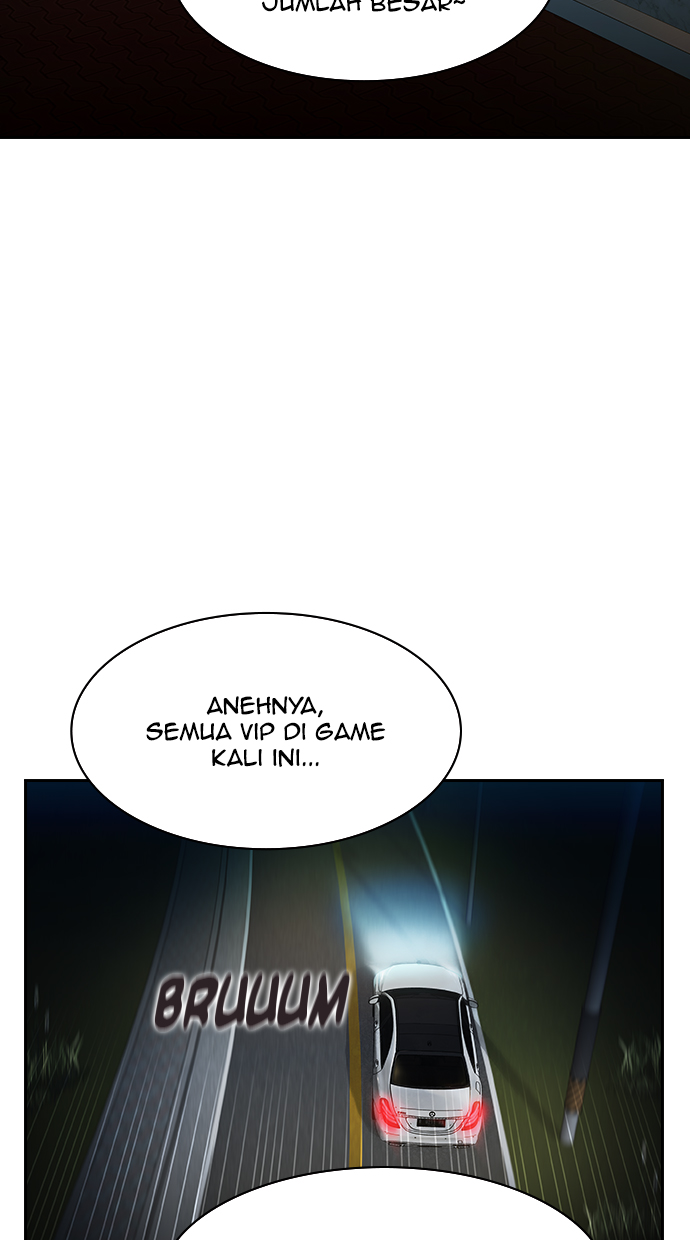 JUMLAH BESAR~
ANEHNYA,
SEMUA VIP DI GAME
KALI INI...
BRUUUM